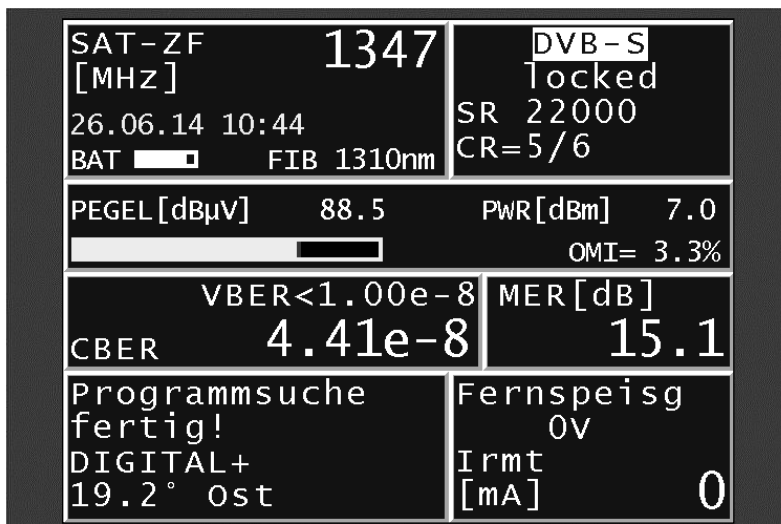 SAT-ZF 1347
[MHz]
26.06.14 10:44
BAT FIB 1310nm
DVB-S
locked
SR 22000
CR=5/6
PEGEL[dBµV] 88.5 PWR[dBm] 7.0
OMI= 3.3%
VBER<1.00e-8
CBER 4.41e-8
MER[dB]
15.1
Programmsuche
fertig!
DIGITAL+
19.2° Ost
Fernspeisg
0V
Irmt
[mA] 0